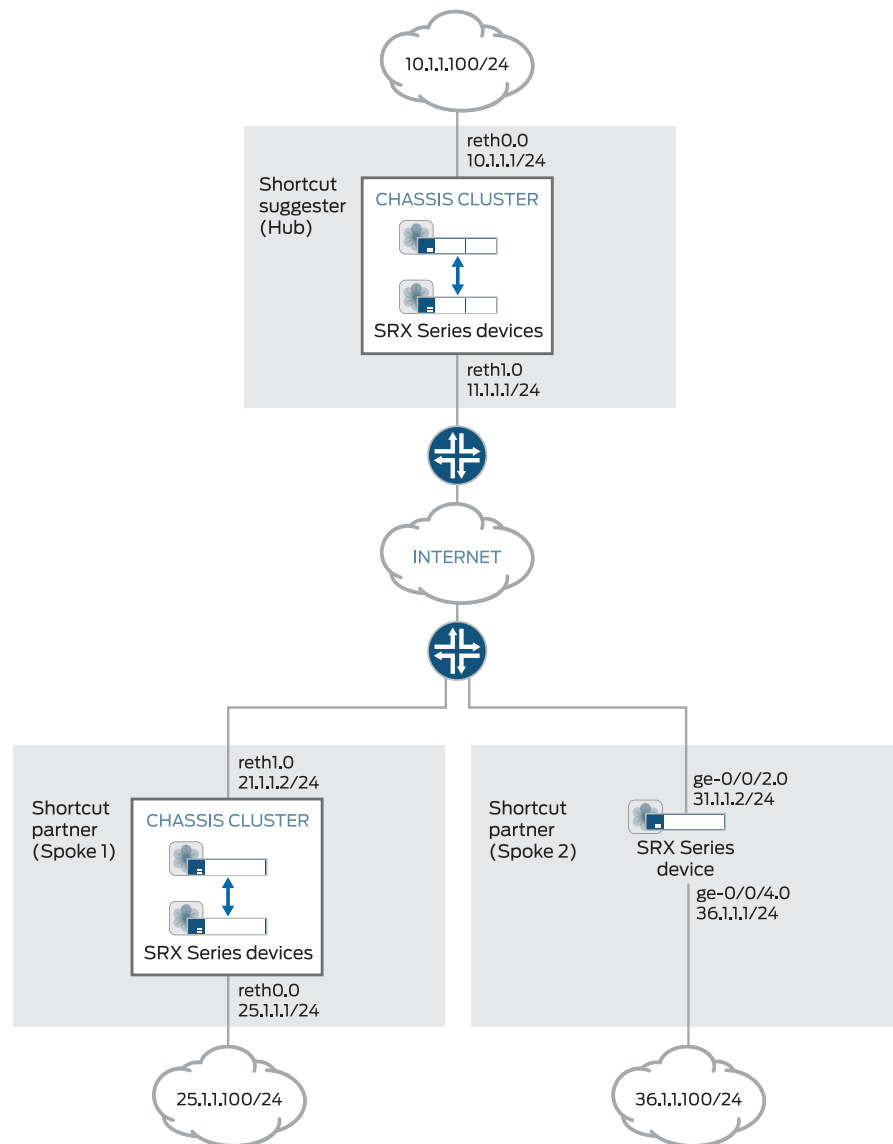 10.1.1.100/24
reth0.0
10.1.1.1/24
Shortcut
suggester
(Hub)
CHASSIS CLUSTER
SRX Series devices
reth1.0
11.1.1.1/24
INTERNET
reth1.0
21.1.1.2/24
Shortcut
partner
(Spoke 1)
CHASSIS CLUSTER
SRX Series devices
reth0.0
25.1.1.1/24
25.1.1.100/24
ge-0/0/2.0
31.1.1.2/24
Shortcut
partner
(Spoke 2)
SRX Series
device
ge-0/0/4.0
36.1.1.1/24
36.1.1.100/24